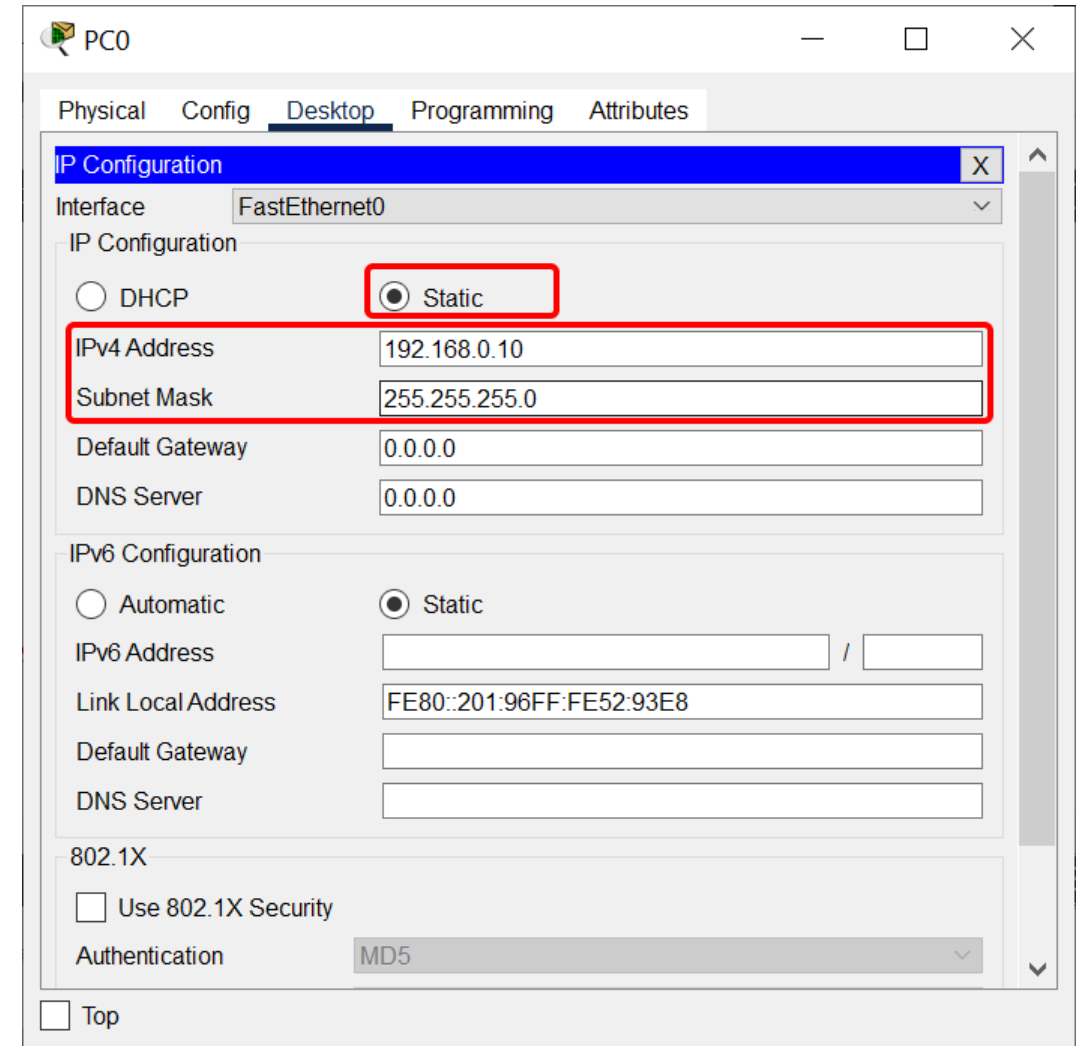 PC0
Physical Config Desktop Programming Attributes
IP Configuration X
Interface FastEthernet0
IP Configuration
DHCP Static
IPv4 Address 192.168.0.10
Subnet Mask 255.255.255.0
Default Gateway 0.0.0.0
DNS Server 0.0.0.0
IPv6 Configuration
Automatic Static
IPv6 Address /
Link Local Address FE80::201:96FF:FE52:93E8
Default Gateway
DNS Server
802.1X
Use 802.1X Security
Authentication MD5
Top